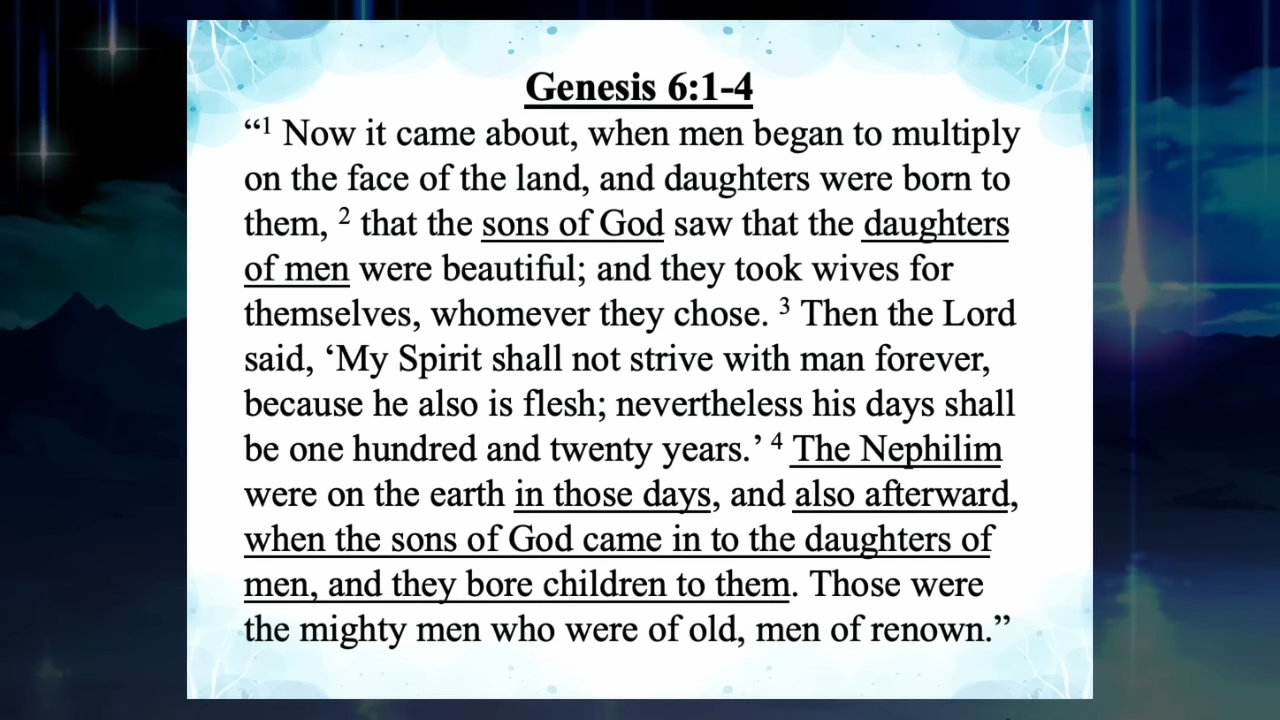 Genesis 6:1-4
“¹ Now it came about, when men began to multiply
on the face of the land, and daughters were born to
them, ² that the sons of God saw that the daughters
of men were beautiful; and they took wives for
themselves, whomever they chose. ³ Then the Lord
said, ‘My Spirit shall not strive with man forever,
because he also is flesh; nevertheless his days shall
be one hundred and twenty years.’ ⁴ The Nephilim
were on the earth in those days, and also afterward,
when the sons of God came in to the daughters of
men, and they bore children to them. Those were
the mighty men who were of old, men of renown.”